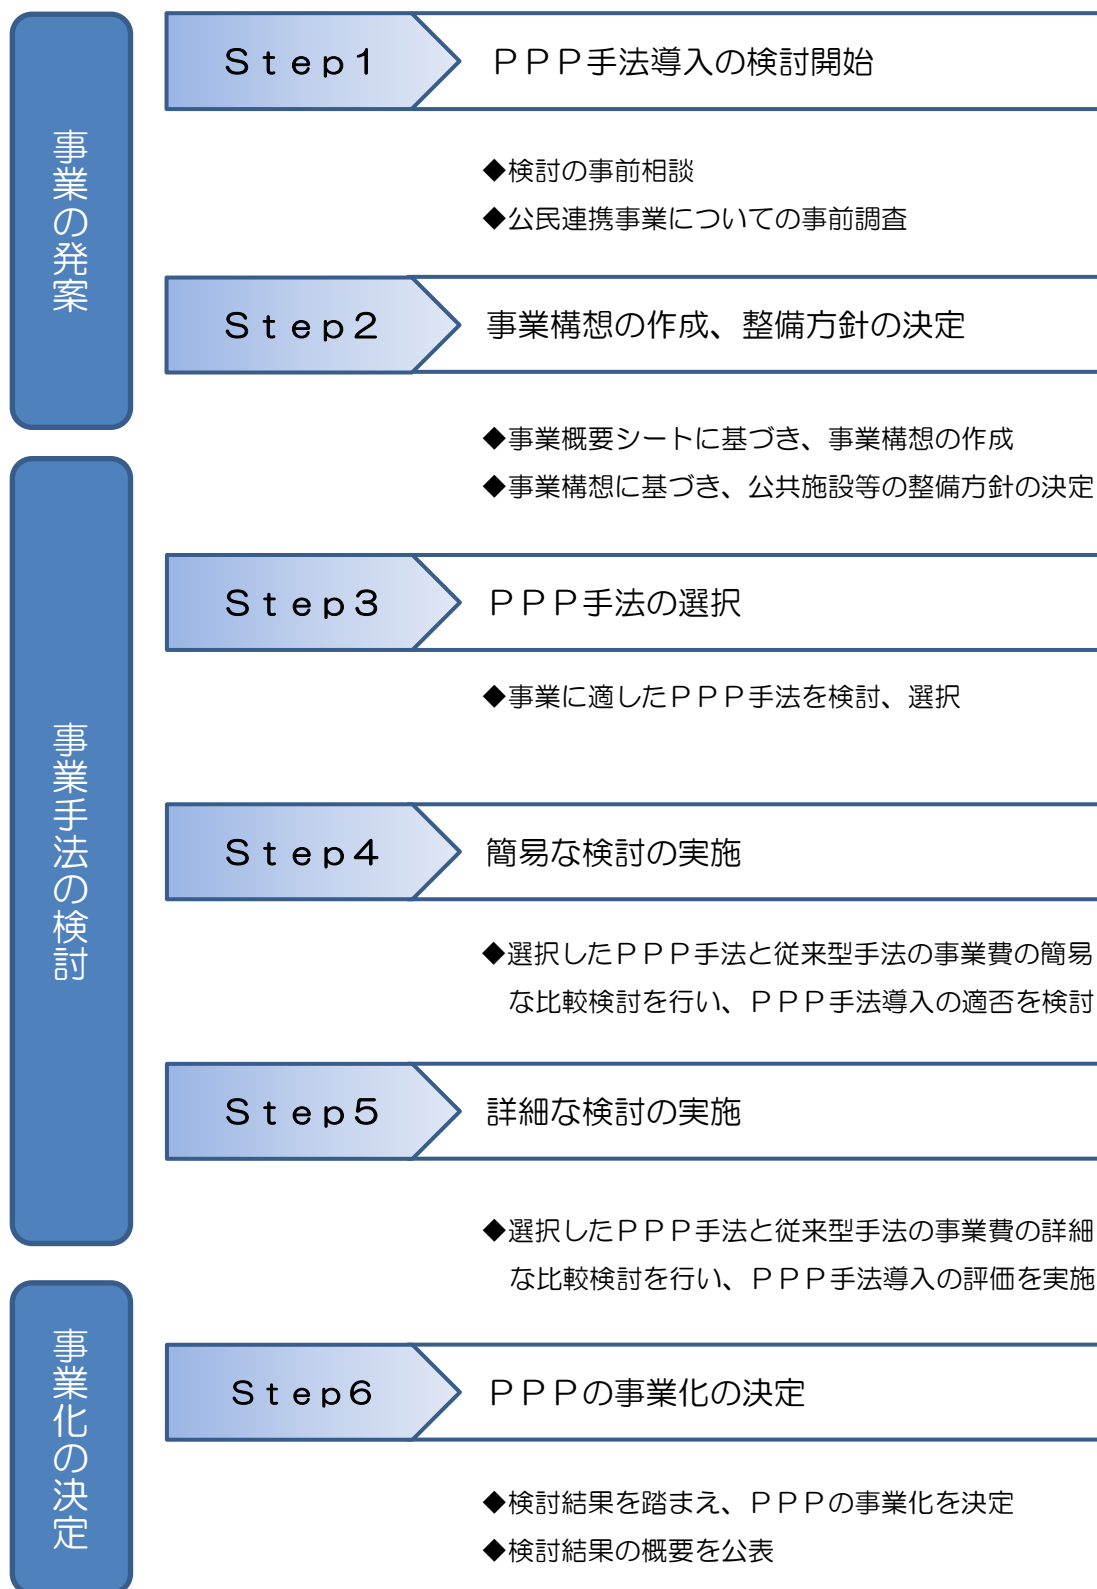 事業の発案
Ｓｔｅｐ１
ＰＰＰ手法導入の検討開始
◆検討の事前相談
◆公民連携事業についての事前調査
Ｓｔｅｐ２
事業構想の作成、整備方針の決定
◆事業概要シートに基づき、事業構想の作成
◆事業構想に基づき、公共施設等の整備方針の決定
事業手法の検討
Ｓｔｅｐ３
ＰＰＰ手法の選択
◆事業に適したＰＰＰ手法を検討、選択
Ｓｔｅｐ４
簡易な検討の実施
◆選択したＰＰＰ手法と従来型手法の事業費の簡易
な比較検討を行い、ＰＰＰ手法導入の適否を検討
Ｓｔｅｐ５
詳細な検討の実施
◆選択したＰＰＰ手法と従来型手法の事業費の詳細
な比較検討を行い、ＰＰＰ手法導入の評価を実施
事業化の決定
Ｓｔｅｐ６
ＰＰＰの事業化の決定
◆検討結果を踏まえ、ＰＰＰの事業化を決定
◆検討結果の概要を公表